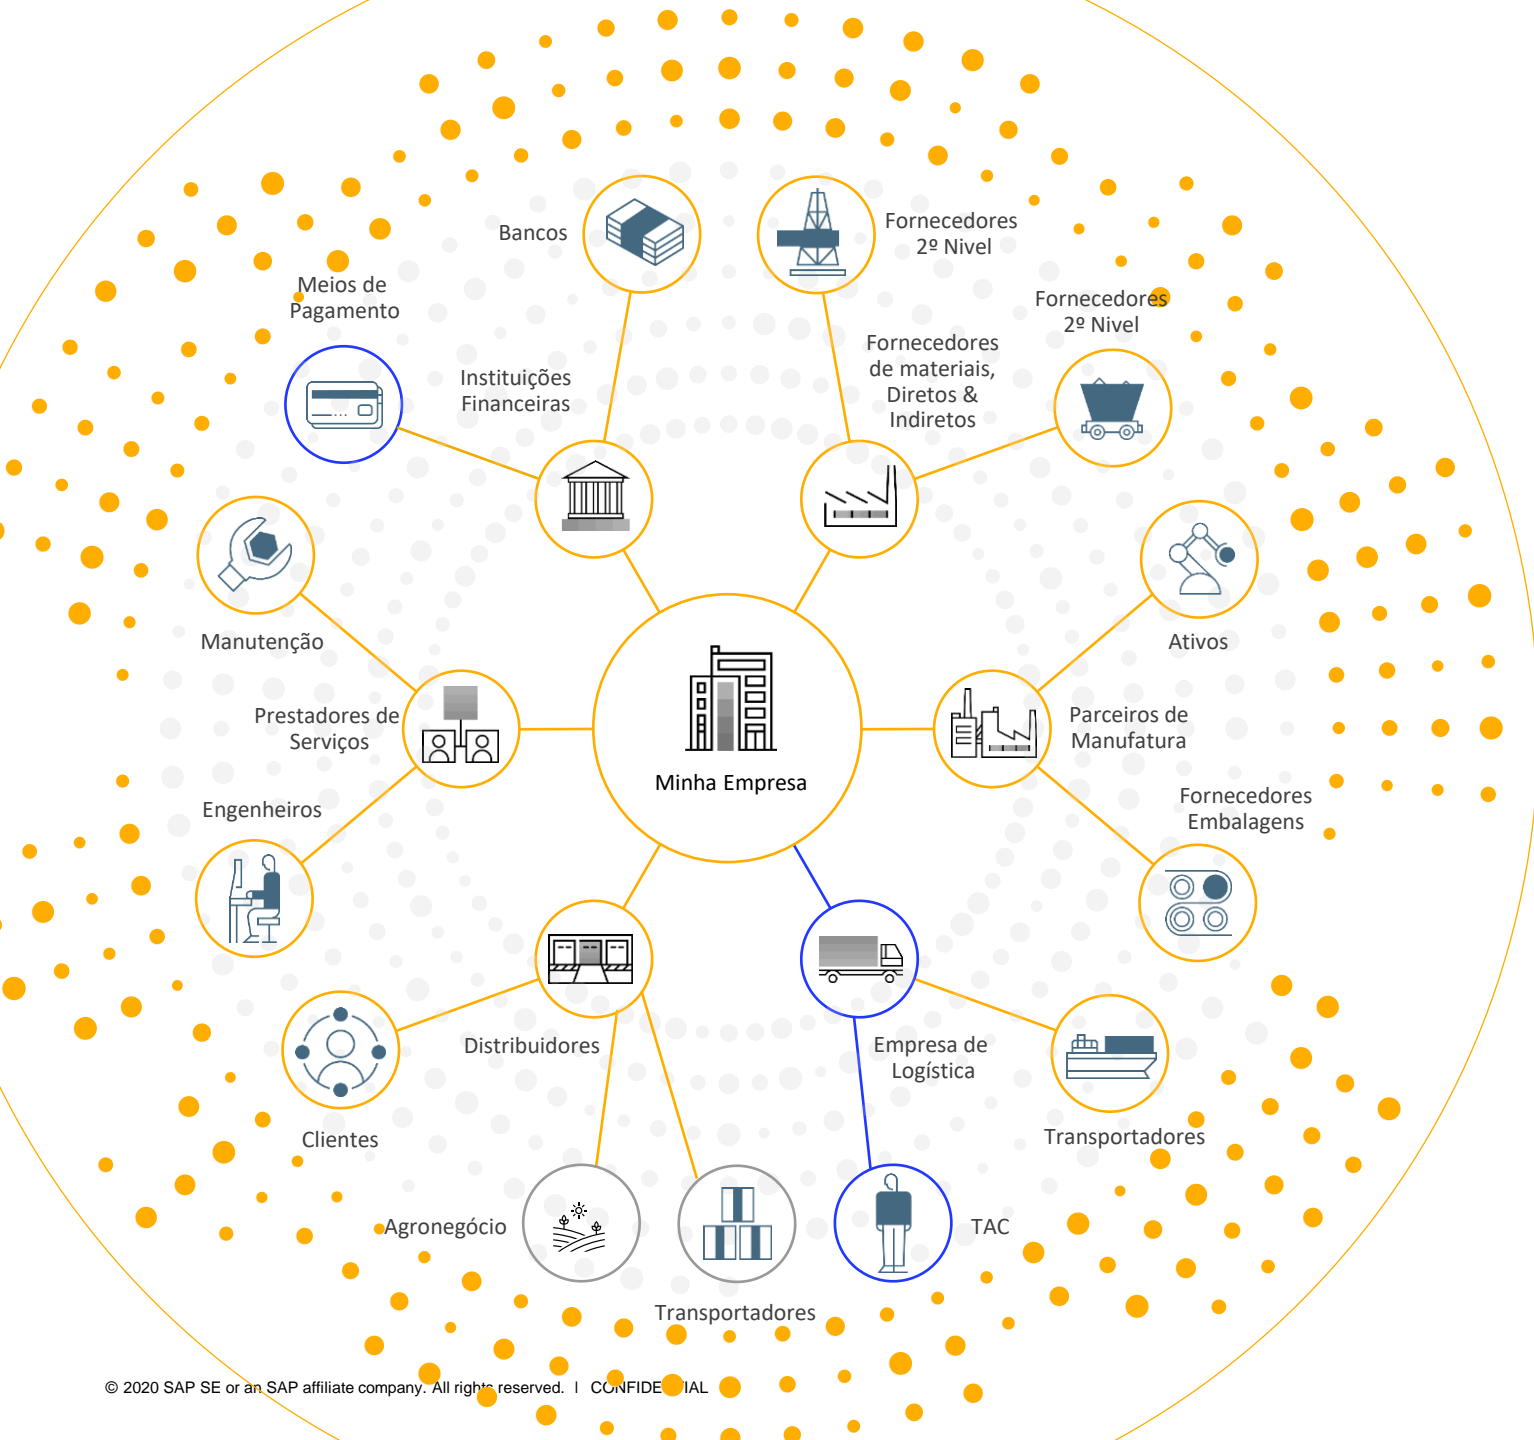 Bancos
Fornecedores
2º Nivel
Meios de
Pagamento
Fornecedores
2º Nivel
Instituições
Financeiras
Fornecedores
de materiais,
Diretos &
Indiretos
Manutenção
Ativos
Prestadores de
Serviços
Parceiros de
Manufatura
Minha Empresa
Engenheiros
Fornecedores
Embalagens
Distribuidores
Empresa de
Logística
Clientes
Transportadores
Agronegócio
TAC
Transportadores
© 2020 SAP SE or an SAP affiliate company. All rights reserved. ǀ CONFIDENTIAL